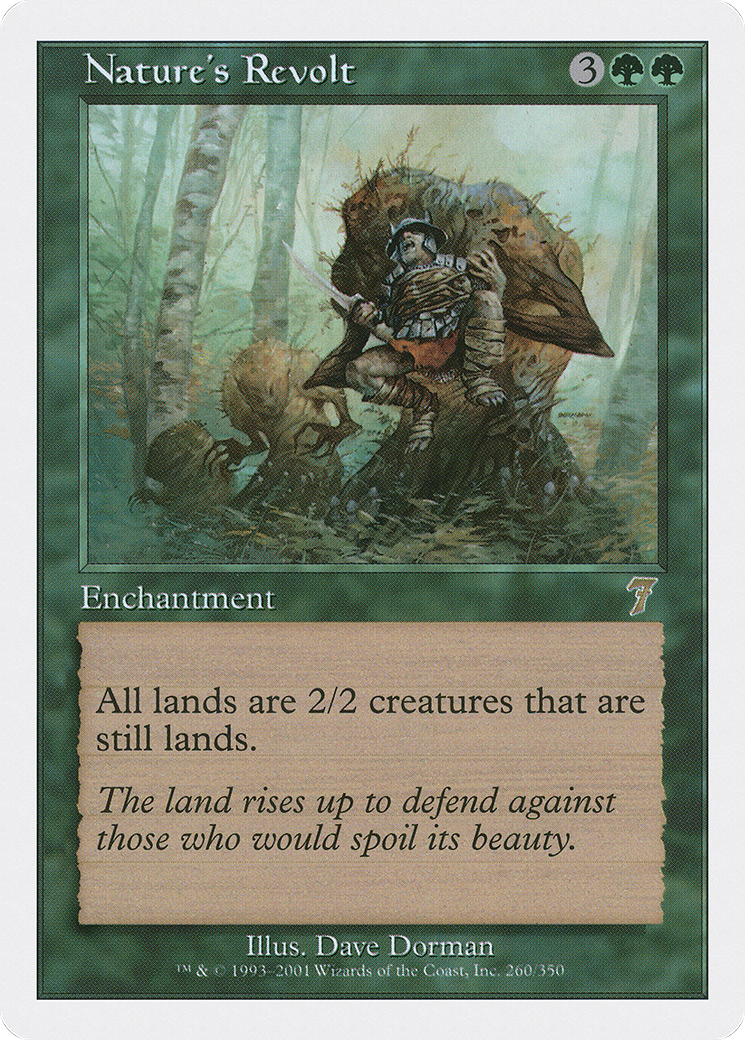 Nature's Revolt 3
Enchantment 7
All lands are 2/2 creatures that are
still lands.
The land rises up to defend against
those who would spoil its beauty.
Illus. Dave Dorman
™ & © 1993–2001 Wizards of the Coast, Inc. 260/350